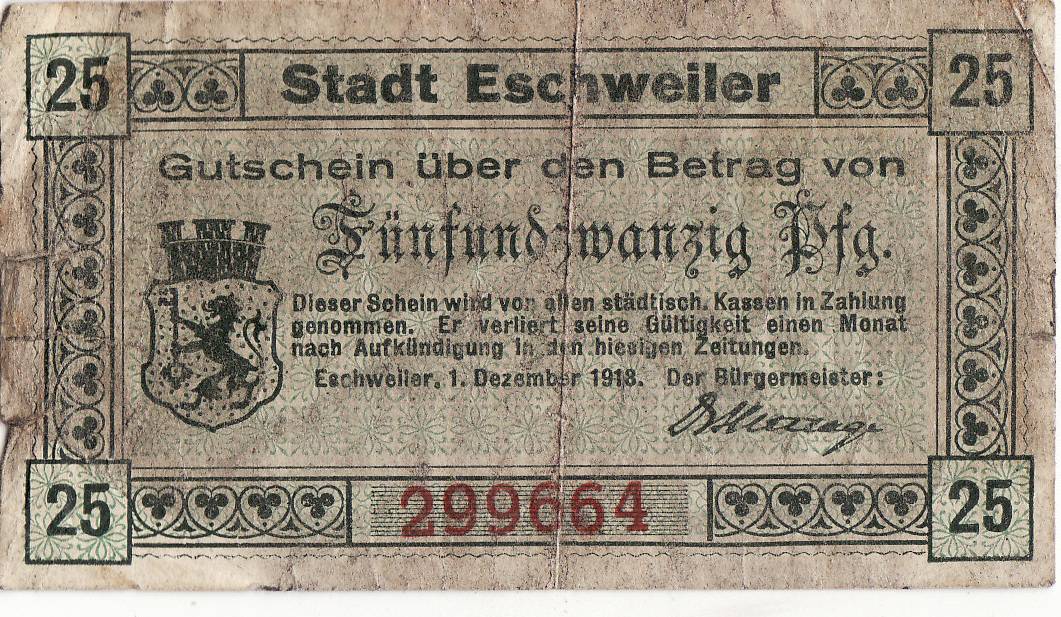 25 Stadt Eschweiler 25
Gutschein über den Betrag von
Fünfundzwanzig Pfg.
Dieser Schein wird von allen städtisch. Kassen in Zahlung
genommen. Er verliert seine Gültigkeit einen Monat
nach Aufkündigung in den hiesigen Zeitungen.
Eschweiler, 1. Dezember 1918. Der Bürgermeister:
25 299664 25